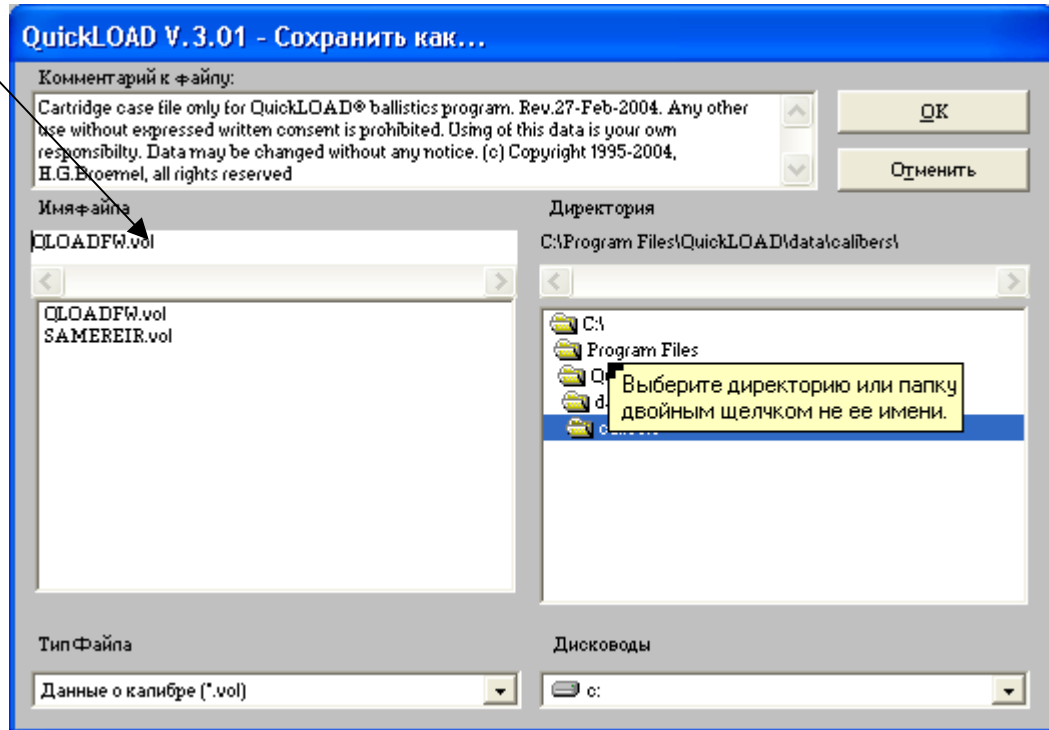 QuickLOAD V.3.01 - Сохранить как...
Комментарий к файлу:
Cartridge case file only for QuickLOAD® ballistics program. Rev.27-Feb-2004. Any other
use without expressed written consent is prohibited. Using of this data is your own
responsibilty. Data may be changed without any notice. (c) Copyright 1995-2004,
H.G.Broemel, all rights reserved
OK
Отменить
Имя файла
QLOADFW.vol
QLOADFW.vol
SAMEREIR.vol
Директория
C:\Program Files\QuickLOAD\data\calibers\
C:\
Program Files
Выберите директорию или папку
двойным щелчком не ее имени.
Тип Файла
Данные о калибре (*.vol)
Дисководы
c: